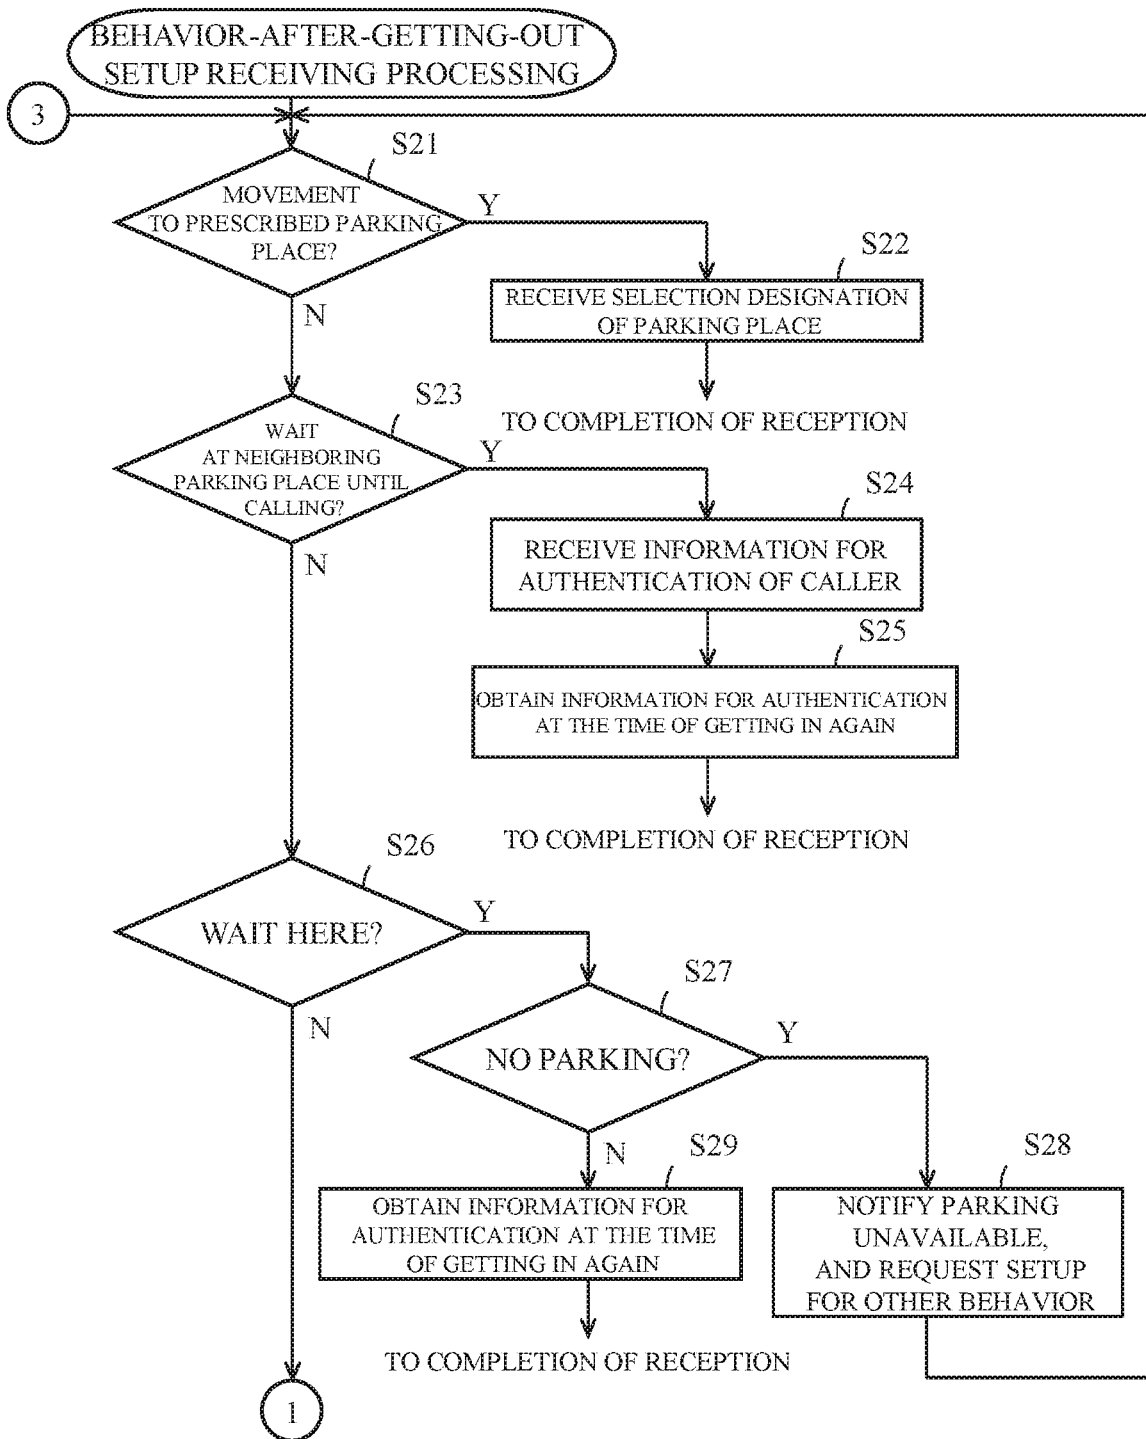 BEHAVIOR-AFTER-GETTING-OUT
SETUP RECEIVING PROCESSING
3
S21
MOVEMENT
TO PRESCRIBED PARKING
PLACE?
Y
N
S22
RECEIVE SELECTION DESIGNATION
OF PARKING PLACE
TO COMPLETION OF RECEPTION
S23
WAIT
AT NEIGHBORING
PARKING PLACE UNTIL
CALLING?
Y
N
S24
RECEIVE INFORMATION FOR
AUTHENTICATION OF CALLER
S25
OBTAIN INFORMATION FOR AUTHENTICATION
AT THE TIME OF GETTING IN AGAIN
TO COMPLETION OF RECEPTION
S26
WAIT HERE?
Y
N
S27
NO PARKING?
Y
N
S29
OBTAIN INFORMATION FOR
AUTHENTICATION AT THE TIME
OF GETTING IN AGAIN
TO COMPLETION OF RECEPTION
S28
NOTIFY PARKING
UNAVAILABLE,
AND REQUEST SETUP
FOR OTHER BEHAVIOR
1